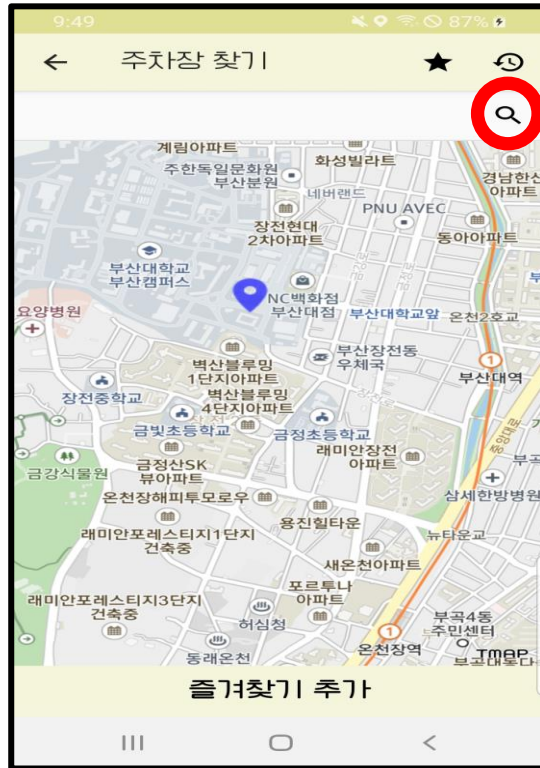 9:49
87%
주차장 찾기
계림아파트
화성빌라트
주한독일문화원
부산분원
경남한신
아파트
네버랜드
PNU AVEC
장전현대
2차아파트
동아아파트
금강로
부산대학교
부산캠퍼스
NC백화점
부산대점
요양병원
부산대학교앞
온천2호교
부산장전동
우체국
벽산블루밍
1단지아파트
1
부산대역
장전중학교
벽산블루밍
4단지아파트
금빛초등학교
금정초등학교
중앙대로
래미안장전
아파트
금강식물원
금정산SK
뷰아파트
온천장해피투모로우
삼세한방병원
용진힐타운
래미안포레스티지1단지
건축중
뉴타운교
새온천아파트
포르투나
아파트
래미안포레스티지3단지
건축중
허심청
부곡4동
주민센터
1
온천장역
동래온천
TMAP
즐겨찾기 추가